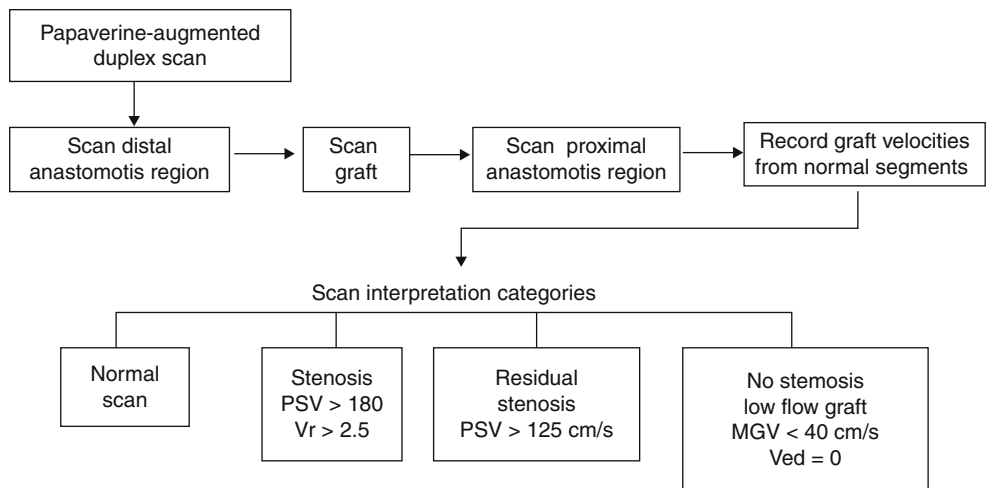 Papaverine-augmented
duplex scan
Scan distal
anastomotis region
Scan
graft
Scan proximal
anastomotis region
Record graft velocities
from normal segments
Scan interpretation categories
Normal
scan
Stenosis
PSV > 180
Vr > 2.5
Residual
stenosis
PSV > 125 cm/s
No stemosis
low flow graft
MGV < 40 cm/s
Ved = 0